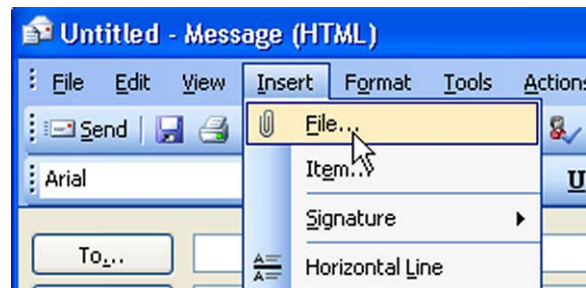 Untitled - Message (HTML)
File Edit View Insert Format Tools Actions
Send File...
Arial Item... U
Signature
To... Horizontal Line